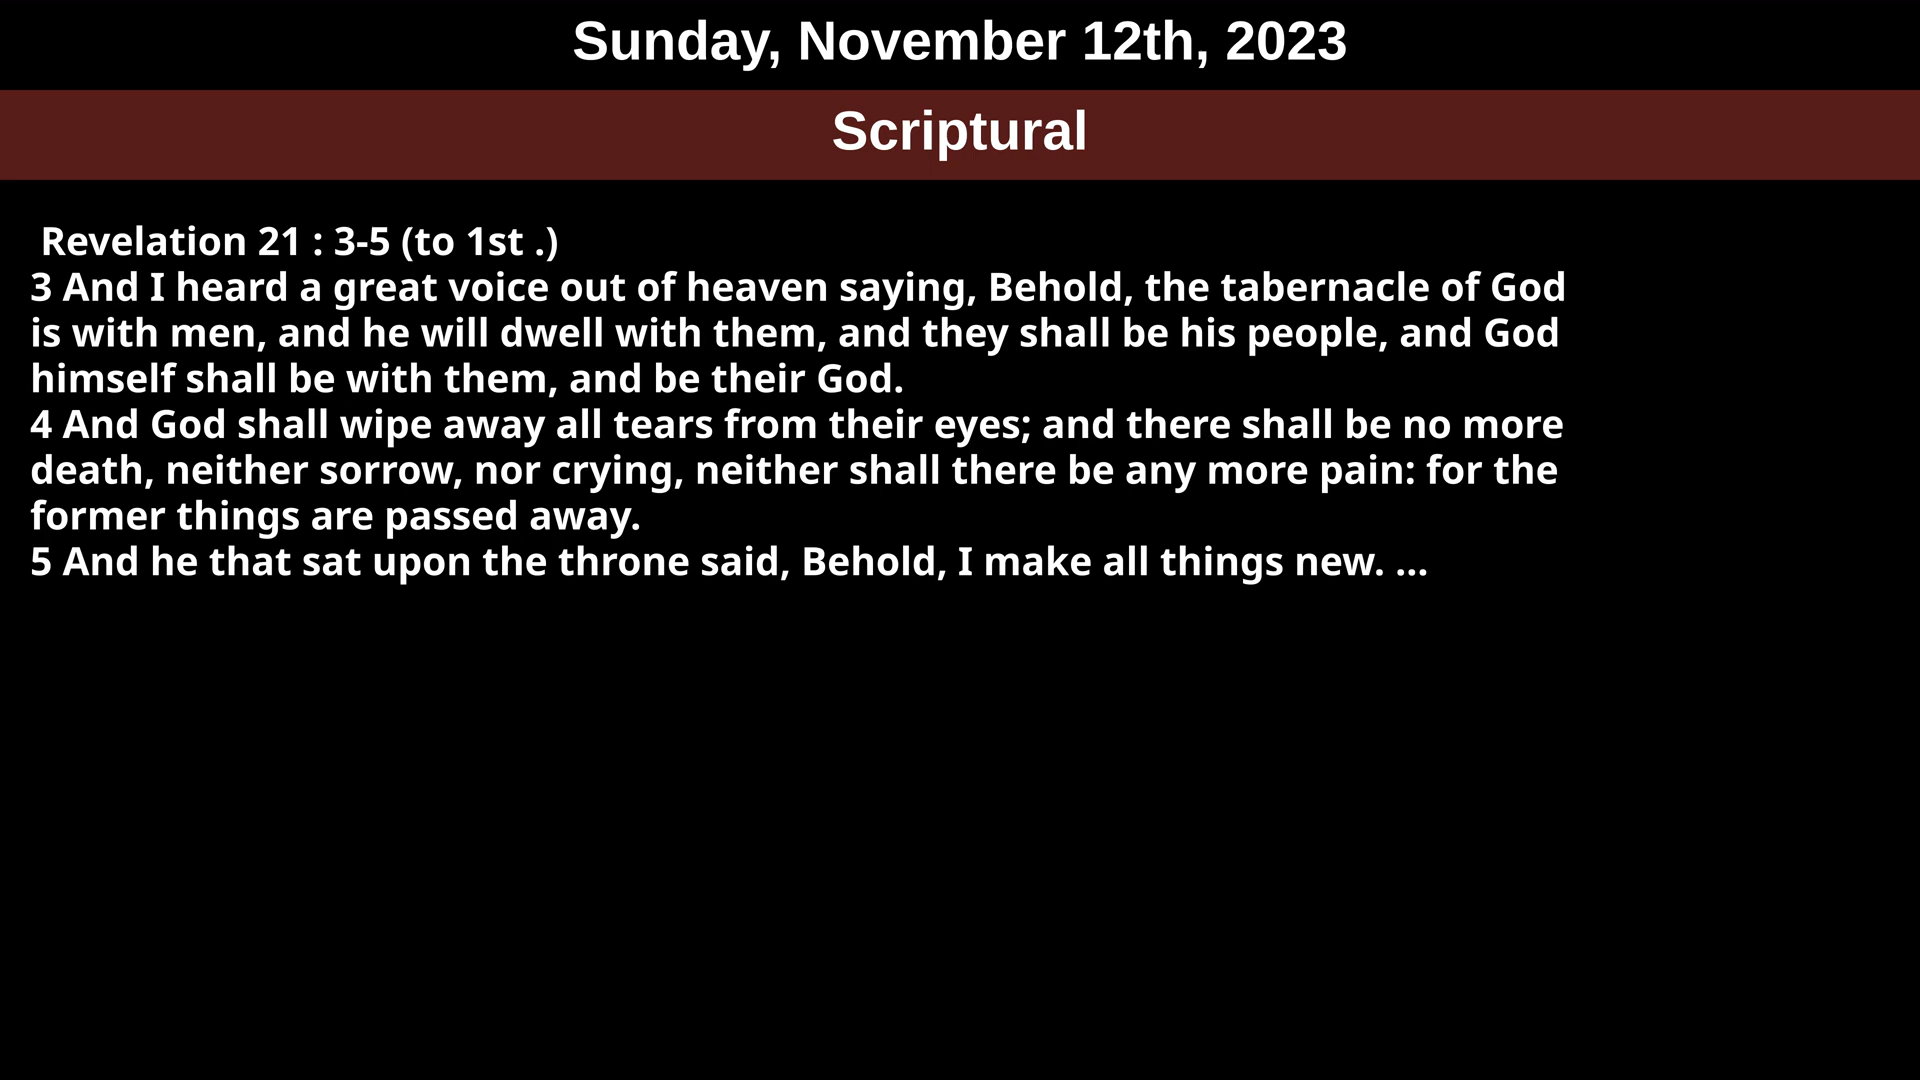 Sunday, November 12th, 2023
Scriptural
Revelation 21 : 3-5 (to 1st .)
3 And I heard a great voice out of heaven saying, Behold, the tabernacle of God
is with men, and he will dwell with them, and they shall be his people, and God
himself shall be with them, and be their God.
4 And God shall wipe away all tears from their eyes; and there shall be no more
death, neither sorrow, nor crying, neither shall there be any more pain: for the
former things are passed away.
5 And he that sat upon the throne said, Behold, I make all things new. ...